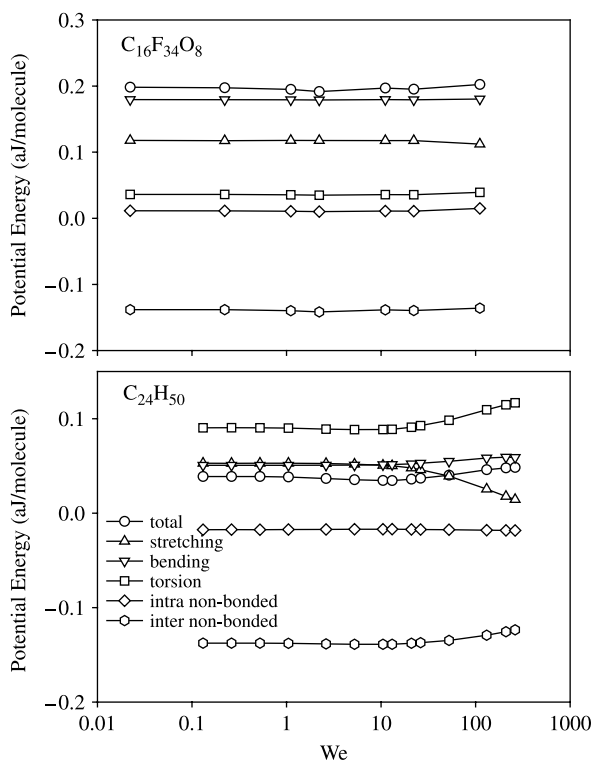 C₁₆F₃₄O₈
Potential Energy (aJ/molecule)
0.3
0.2
0.1
0.0
−0.1
−0.2
C₂₄H₅₀
Potential Energy (aJ/molecule)
0.1
0.0
−0.1
−0.2
total
stretching
bending
torsion
intra non-bonded
inter non-bonded
0.01 0.1 1 10 100 1000
We